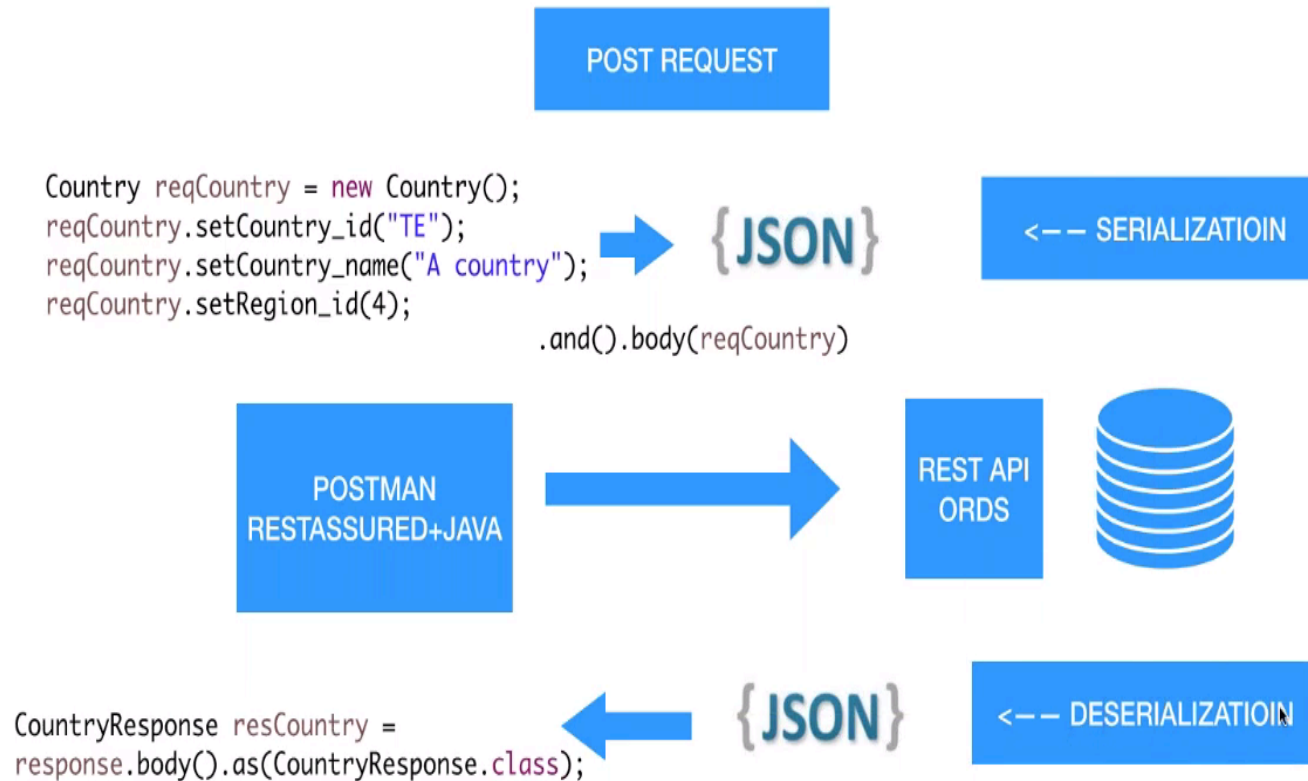 POST REQUEST
Country reqCountry = new Country();
reqCountry.setCountry_id("TE");
reqCountry.setCountry_name("A country");
reqCountry.setRegion_id(4);
{JSON}
<-- SERIALIZATIOIN
.and().body(reqCountry)
POSTMAN
RESTASSURED+JAVA
REST API
ORDS
CountryResponse resCountry =
response.body().as(CountryResponse.class);
{JSON}
<-- DESERIALIZATIOIN